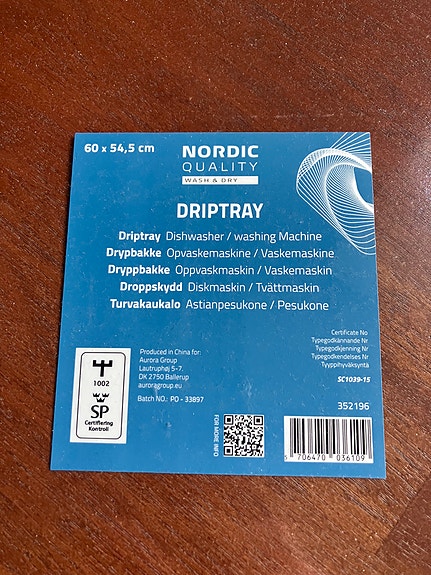 60 x 54,5 cm
NORDIC
QUALITY
WASH & DRY
DRIPTRAY
Driptray Dishwasher / washing Machine
Drypbakke Opvaskemaskine / Vaskemaskine
Dryppbakke Oppvaskmaskin / Vaskemaskin
Droppskydd Diskmaskin / Tvättmaskin
Turvakaukalo Astianpesukone / Pesukone
Certificate No
Typegodkännande Nr
Typegodkjenning Nr
Typegodkendelses Nr
Tyyppihyväksyntä
SC1039-15
1002
SP
Certifiering
Kontroll
Produced in China for:
Aurora Group
Lautruphøj 5-7.
DK 2750 Ballerup
auroragroup.eu
Batch NO.: PO - 33897
FOR MORE INFO
352196
5 706470 036109